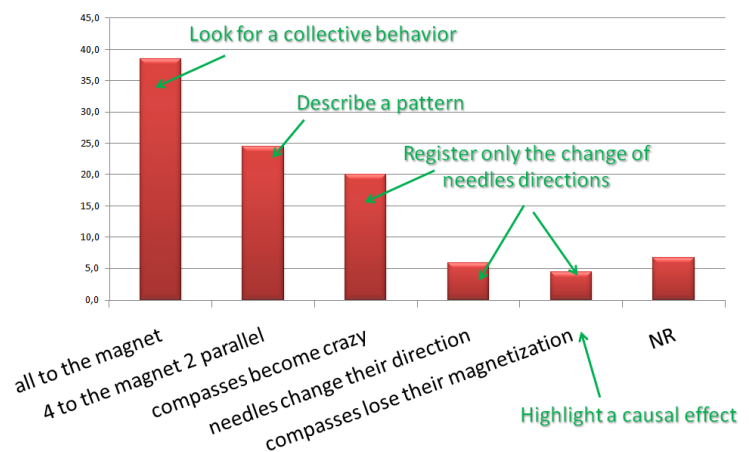 45,0
40,0
35,0
30,0
25,0
20,0
15,0
10,0
5,0
0,0
Look for a collective behavior
Describe a pattern
Register only the change of
needles directions
all to the magnet
4 to the magnet 2 parallel
compasses become crazy
needles change their direction
compasses lose their magnetization
NR
Highlight a causal effect